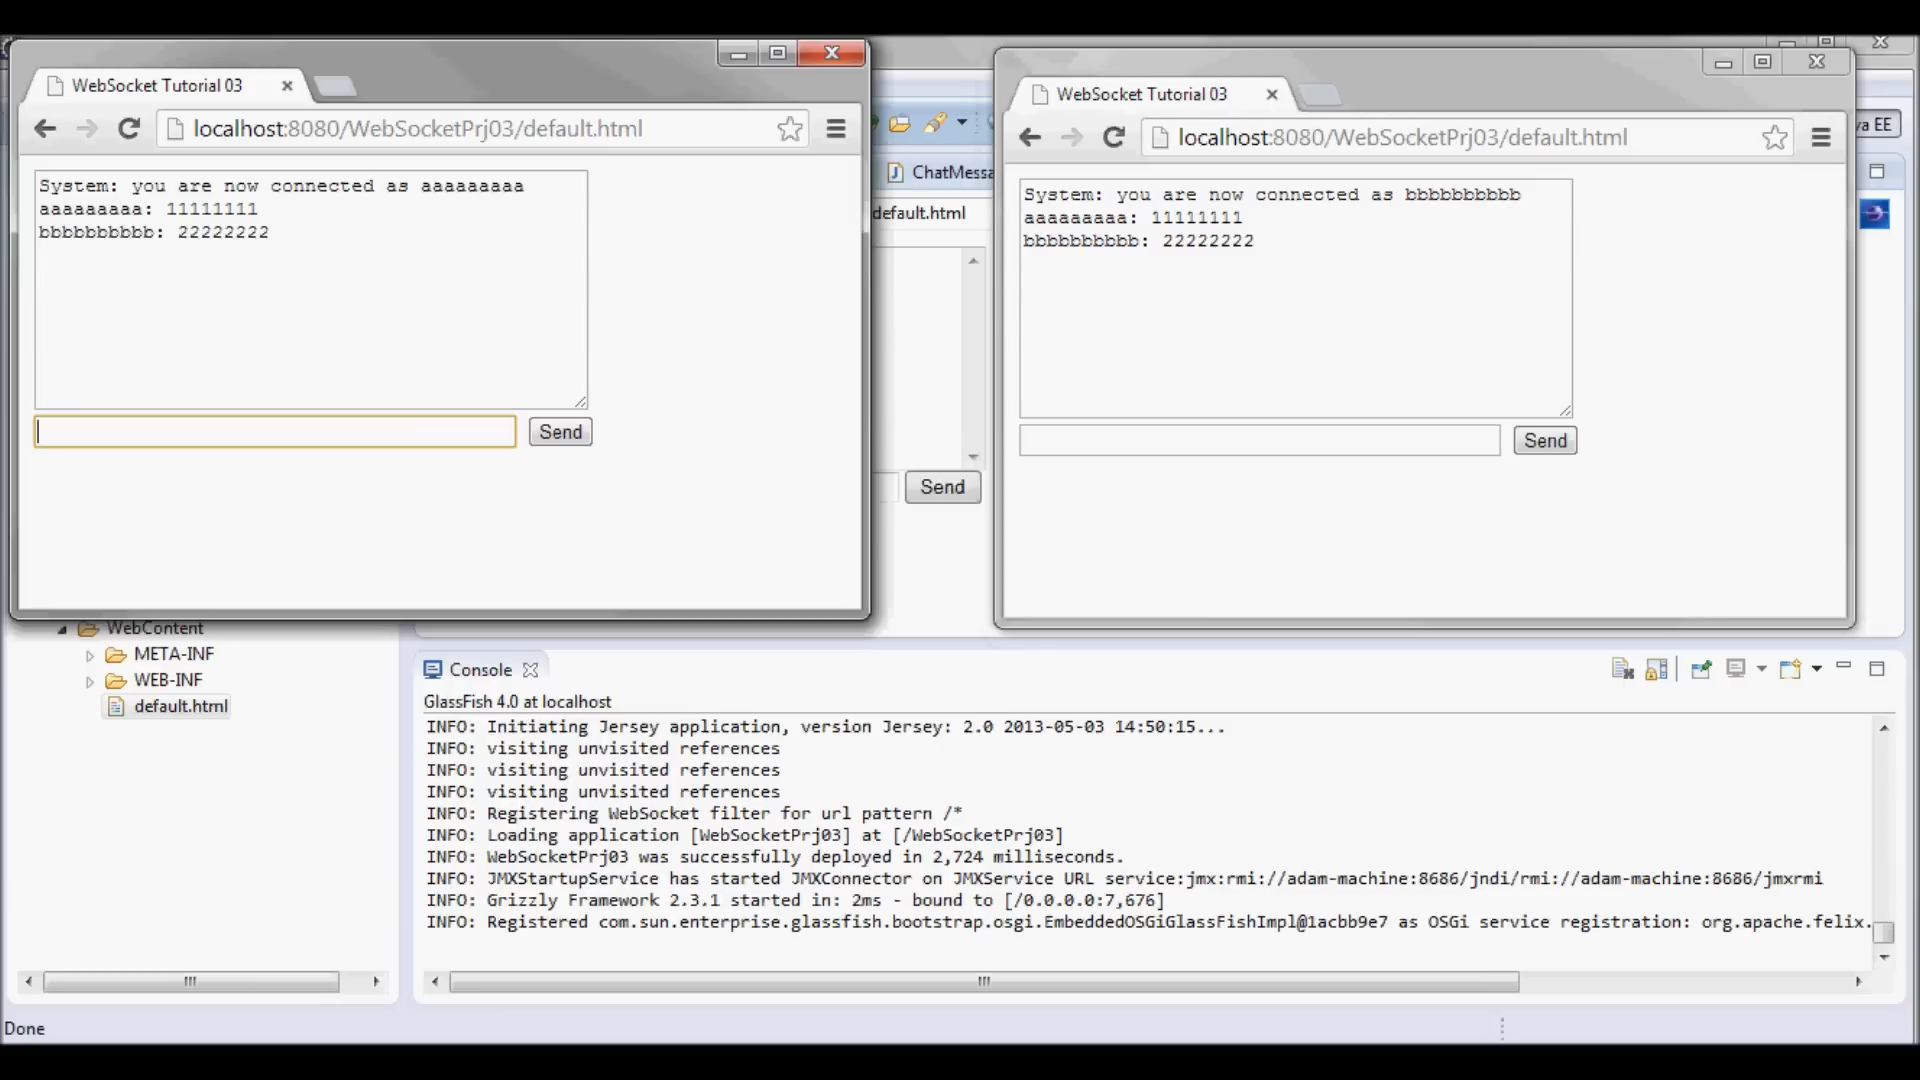 WebSocket Tutorial 03
localhost:8080/WebSocketPrj03/default.html
System: you are now connected as aaaaaaaaa
aaaaaaaaa: 11111111
bbbbbbbbbb: 22222222
Send
WebSocket Tutorial 03
localhost:8080/WebSocketPrj03/default.html
System: you are now connected as bbbbbbbbbb
aaaaaaaaa: 11111111
bbbbbbbbbb: 22222222
Send
va EE
ChatMessa
default.html
Send
WebContent
META-INF
WEB-INF
default.html
Console
GlassFish 4.0 at localhost
INFO: Initiating Jersey application, version Jersey: 2.0 2013-05-03 14:50:15...
INFO: visiting unvisited references
INFO: visiting unvisited references
INFO: visiting unvisited references
INFO: Registering WebSocket filter for url pattern /*
INFO: Loading application [WebSocketPrj03] at [/WebSocketPrj03]
INFO: WebSocketPrj03 was successfully deployed in 2,724 milliseconds.
INFO: JMXStartupService has started JMXConnector on JMXService URL service:jmx:rmi://adam-machine:8686/jndi/rmi://adam-machine:8686/jmxrmi
INFO: Grizzly Framework 2.3.1 started in: 2ms - bound to [/0.0.0.0:7,676]
INFO: Registered com.sun.enterprise.glassfish.bootstrap.osgi.EmbeddedOSGiGlassFishImpl@1acbb9e7 as OSGi service registration: org.apache.felix.
Done